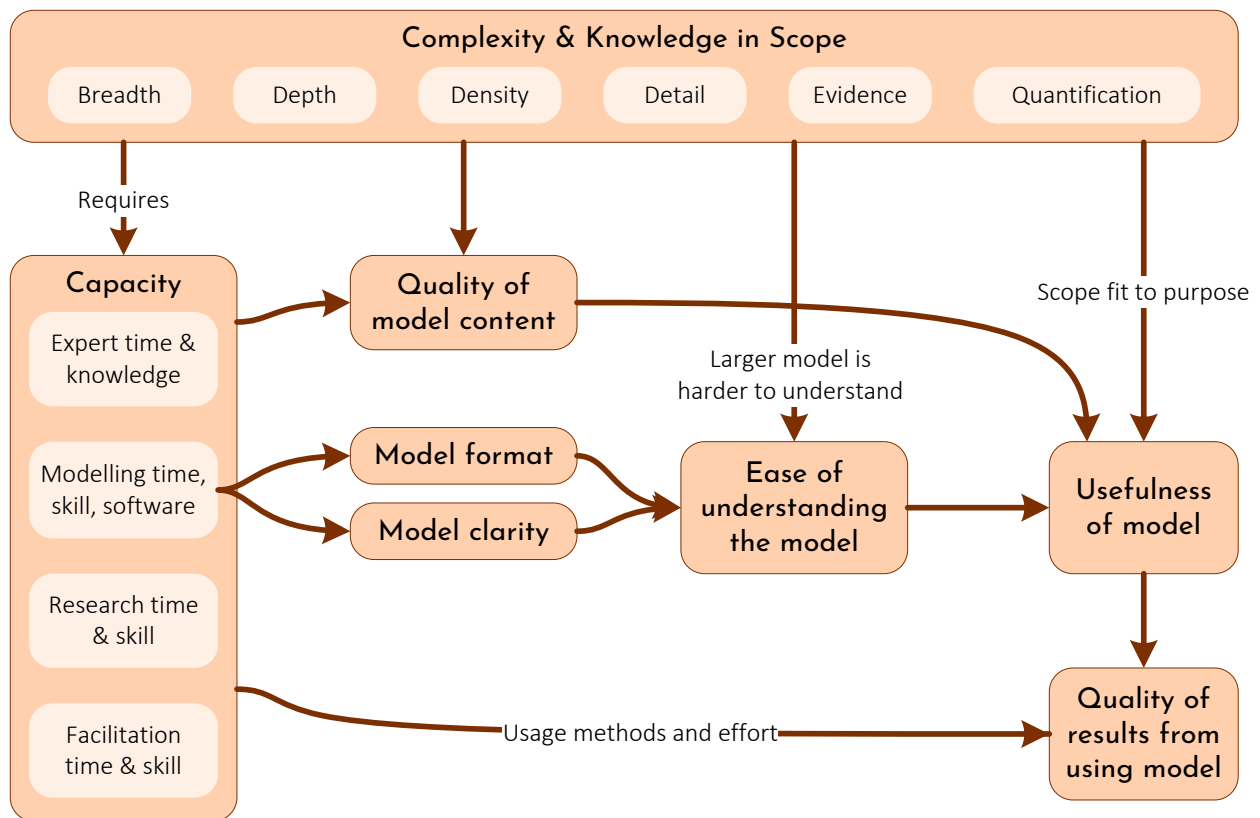 Complexity & Knowledge in Scope
Breadth
Depth
Density
Detail
Evidence
Quantification
Requires
Capacity
Expert time &
knowledge
Modelling time,
skill, software
Research time
& skill
Facilitation
time & skill
Quality of
model content
Scope fit to purpose
Larger model is
harder to understand
Model format
Model clarity
Ease of
understanding
the model
Usefulness
of model
Usage methods and effort
Quality of
results from
using model